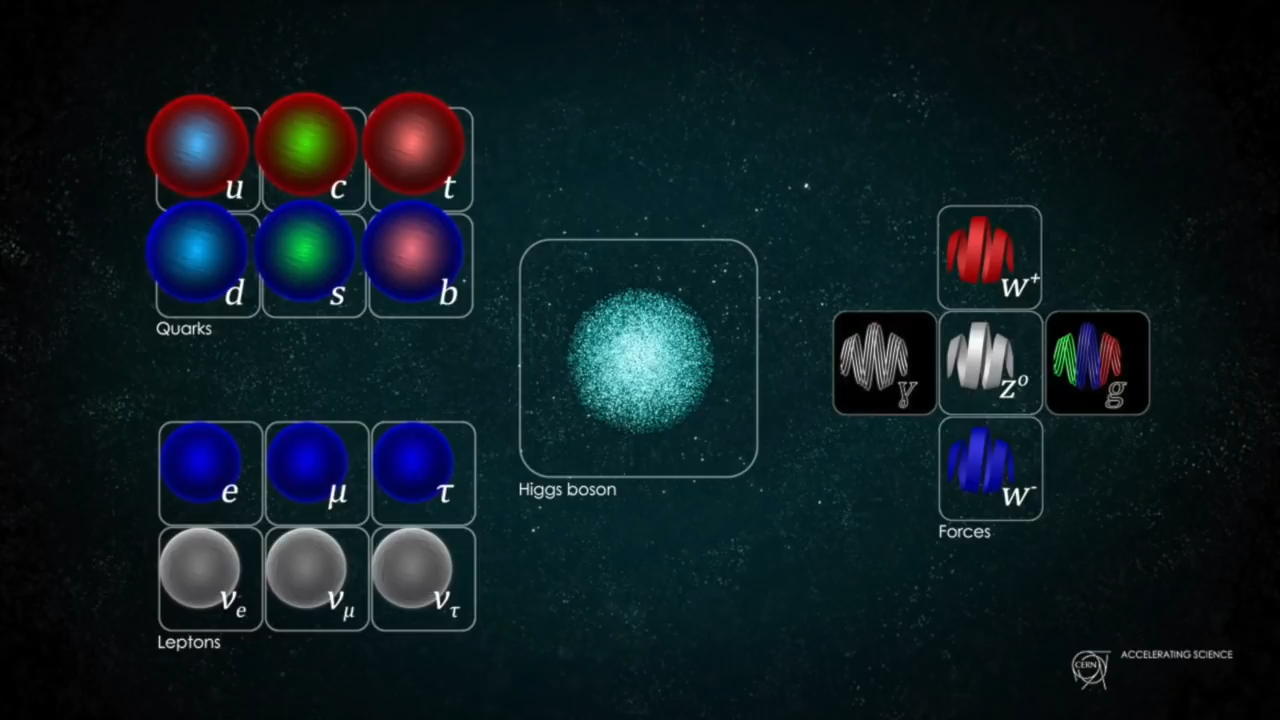 u c t
d s b
Quarks
e μ τ
νe νμ ντ
Leptons
Higgs boson
W+
γ Z0 g
W-
Forces
CERN
ACCELERATING SCIENCE